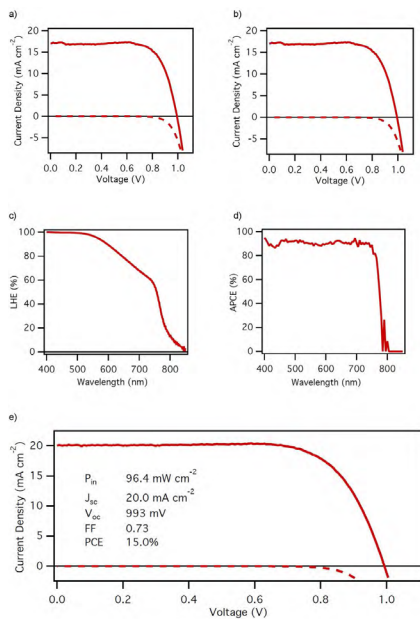 a)
Current Density (mA cm-2)
20
15
10
5
0
-5
0.0 0.2 0.4 0.6 0.8 1.0
Voltage (V)
b)
Current Density (mA cm-2)
20
15
10
5
0
-5
0.0 0.2 0.4 0.6 0.8 1.0
Voltage (V)
c)
LHE (%)
100
80
60
40
20
0
400 500 600 700 800
Wavelength (nm)
d)
APCE (%)
100
80
60
40
20
0
400 500 600 700 800
Wavelength (nm)
e)
Current Density (mA cm-2)
20
15
10
5
0
Pin 96.4 mW cm-2
Jsc 20.0 mA cm-2
Voc 993 mV
FF 0.73
PCE 15.0%
0.0 0.2 0.4 0.6 0.8 1.0
Voltage (V)